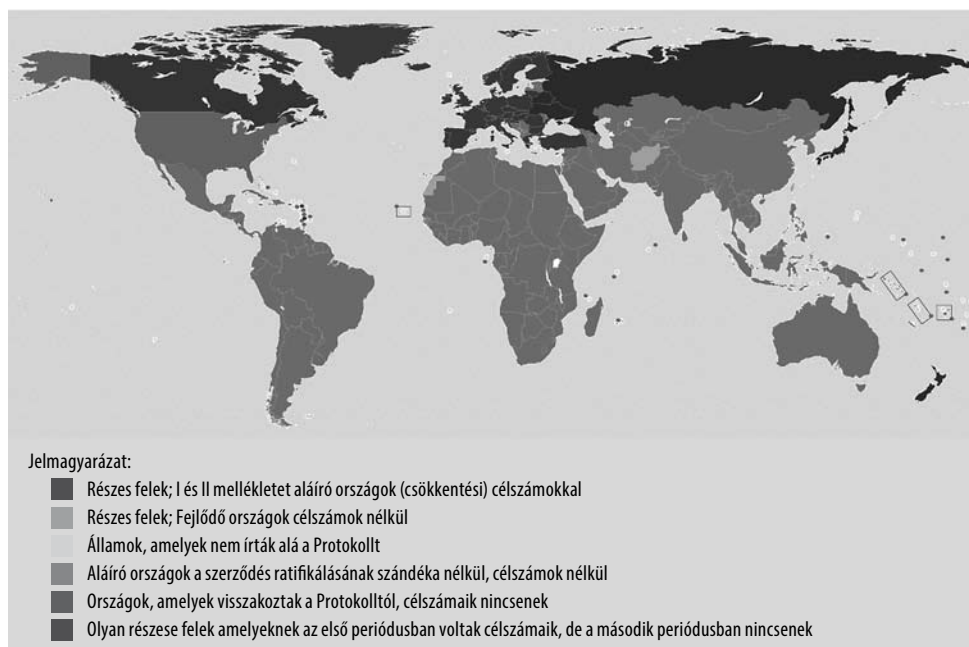 Jelmagyarázat:
Részes felek; I és II mellékletet aláíró országok (csökkentési) célszámokkal
Részes felek; Fejlődő országok célszámok nélkül
Államok, amelyek nem írták alá a Protokollt
Aláíró országok a szerződés ratifikálásának szándéka nélkül, célszámok nélkül
Országok, amelyek visszakoztak a Protokolltól, célszámaik nincsenek
Olyan részese felek amelyeknek az első periódusban voltak célszámaik, de a második periódusban nincsenek